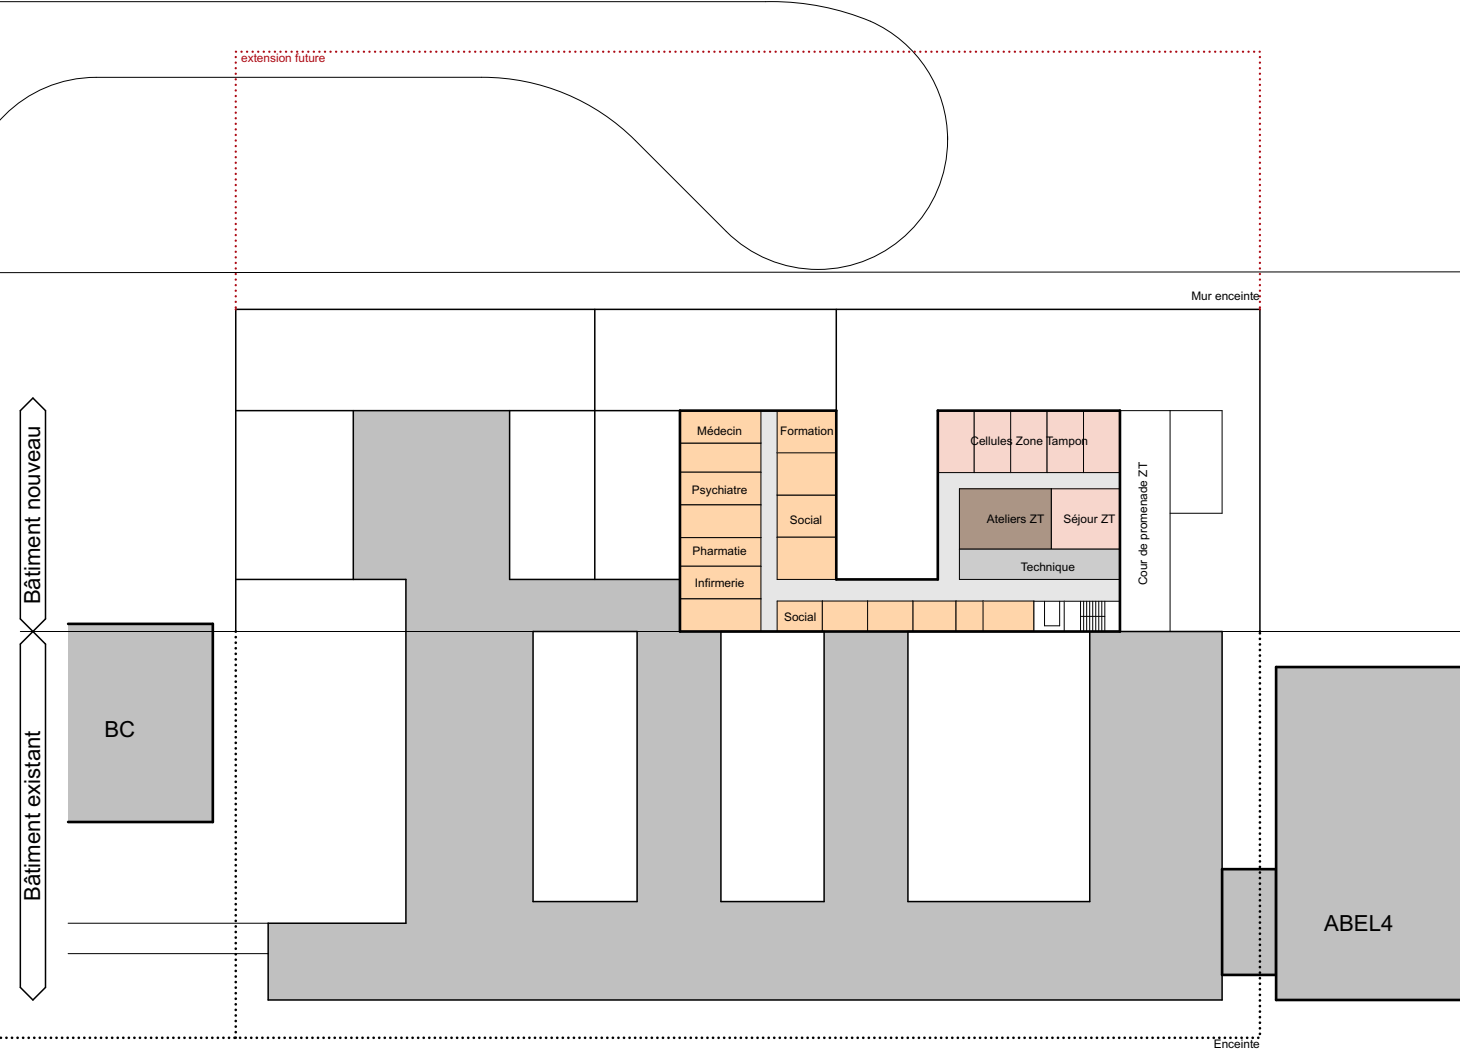 extension future
Mur enceinte
Bâtiment nouveau
Médecin
Formation
Cellules Zone Tampon
Psychiatre
Social
Ateliers ZT
Séjour ZT
Cour de promenade ZT
Pharmatie
Technique
Infirmerie
Social
BC
Bâtiment existant
ABEL4
Enceinte